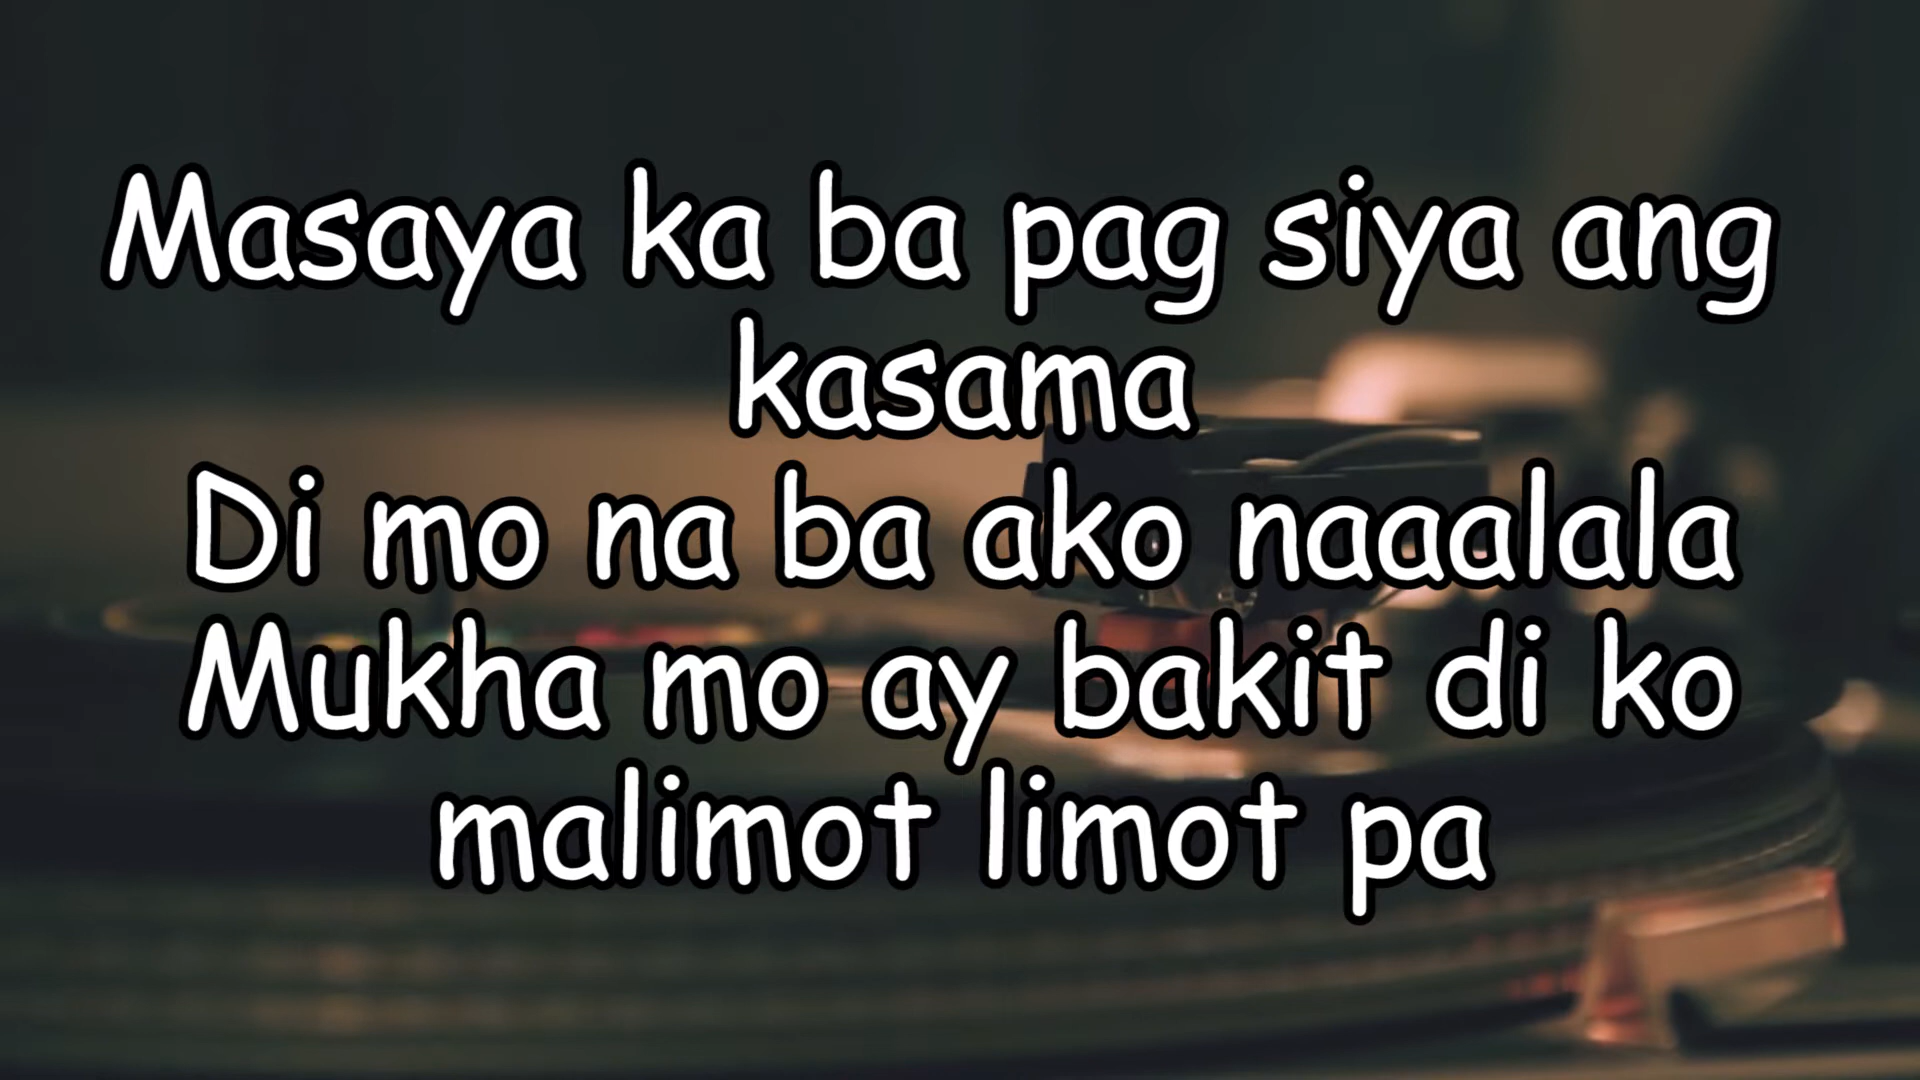 Masaya ka ba pag siya ang
kasama
Di mo na ba ako naaalala
Mukha mo ay bakit di ko
malimot limot pa